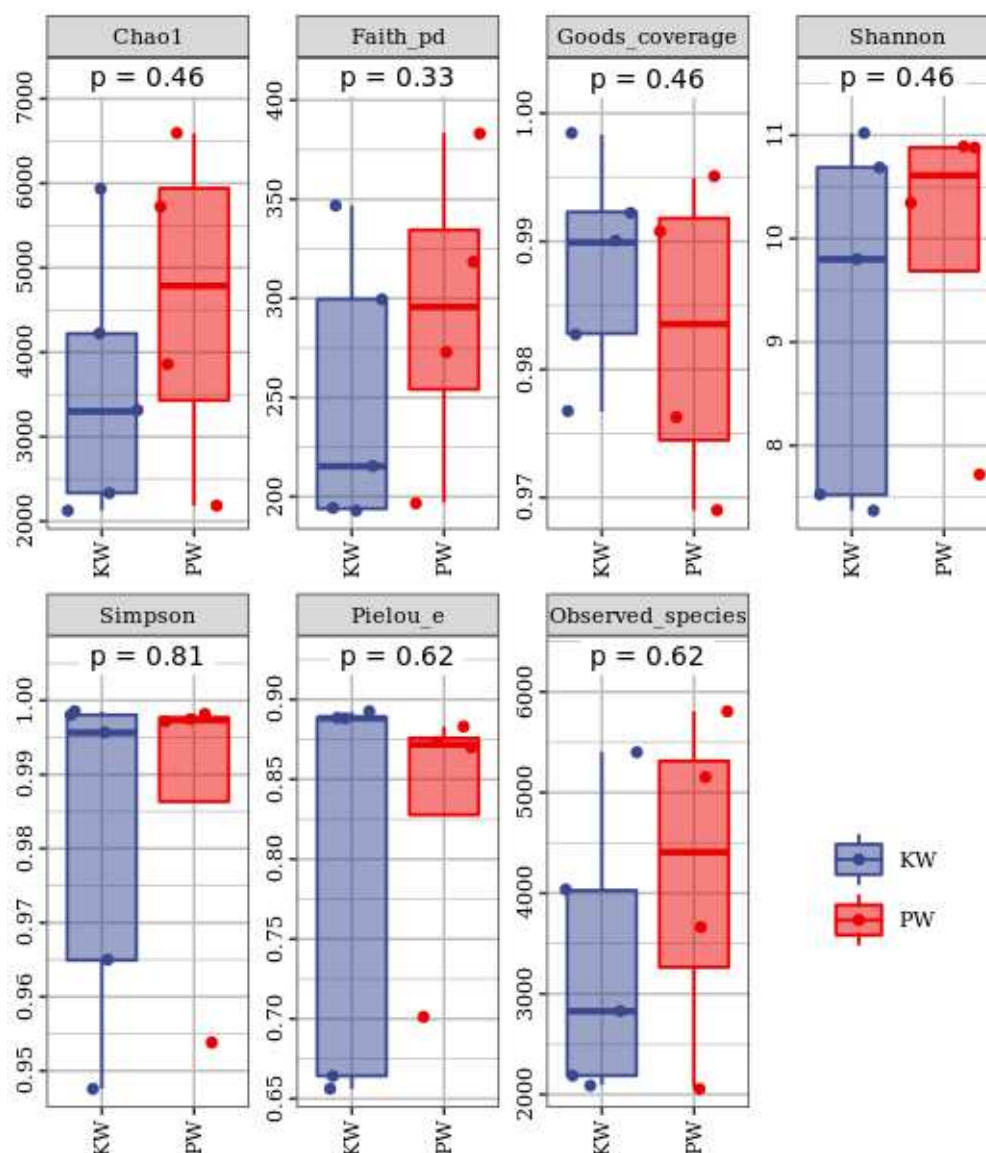 Chao1
p = 0.46
7000
6000
5000
4000
3000
2000
KW
PW
Faith_pd
p = 0.33
400
350
300
250
200
KW
PW
Goods_coverage
p = 0.46
1.00
0.99
0.98
0.97
KW
PW
Shannon
p = 0.46
11
10
9
8
KW
PW
Simpson
p = 0.81
1.00
0.99
0.98
0.97
0.96
0.95
KW
PW
Pielou_e
p = 0.62
0.90
0.85
0.80
0.75
0.70
0.65
KW
PW
Observed_species
p = 0.62
6000
5000
4000
3000
2000
KW
PW
KW
PW